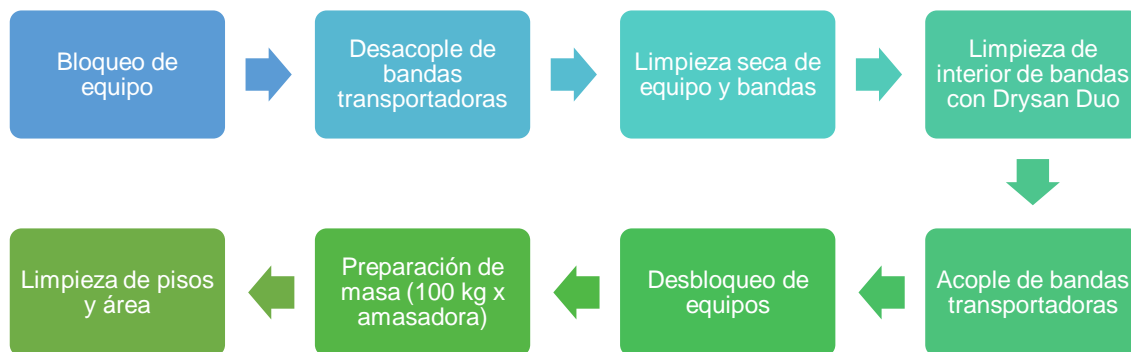 Bloqueo de
equipo
Desacople de
bandas
transportadoras
Limpieza seca de
equipo y bandas
Limpieza de
interior de bandas
con Drysan Duo
Acople de bandas
transportadoras
Desbloqueo de
equipos
Preparación de
masa (100 kg x
amasadora)
Limpieza de pisos
y área